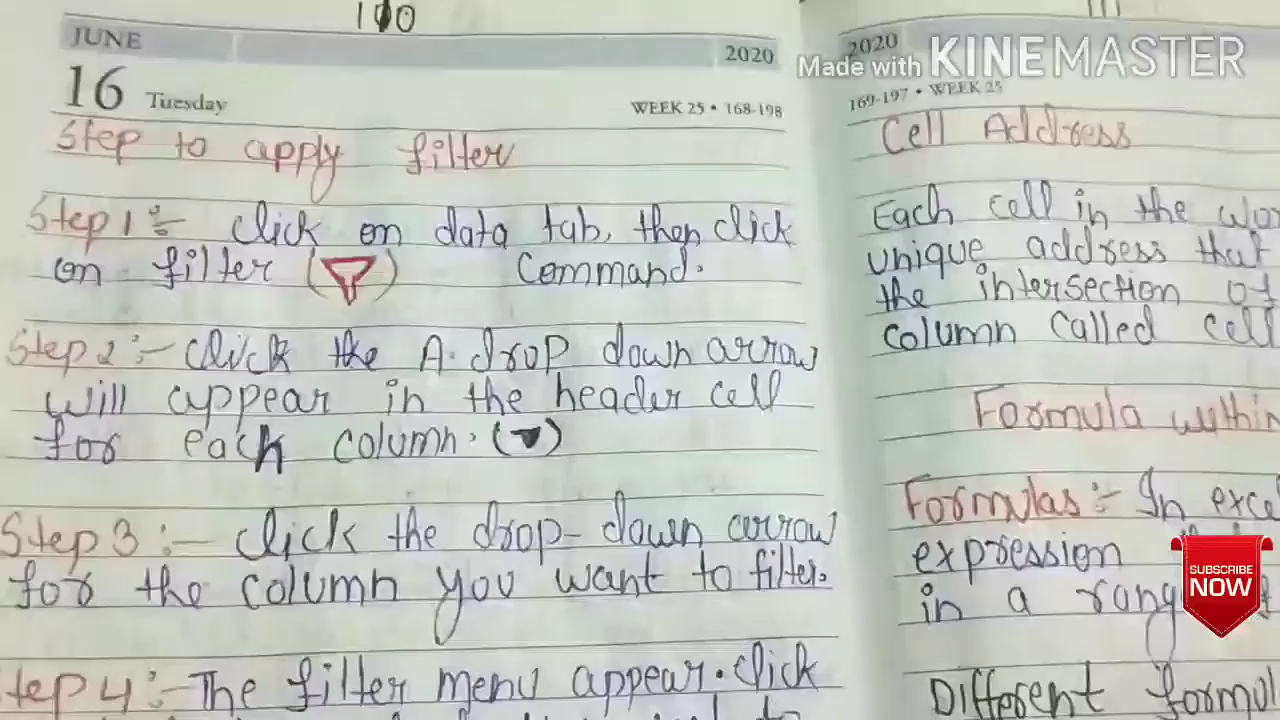 100
JUNE
2020
16 Tuesday
WEEK 25 • 168-198
Step to apply filter
Step 1 :- Click on data tab, then click
on filter ( ) Command.
Step 2 :- Click the A. drop down arrow
will appear in the header cell
for each column. (▾)
Step 3 :- Click the drop-down arrow
for the column you want to filter.
Step 4 :- The filter menu appear. Click
2020
Made with KINEMASTER
169-197 • WEEK 25
Cell Address
Each cell in the
unique address that
the intersection of
column called cell
Formula within
Formulas :- In
expression
in a
Different
SUBSCRIBE
NOW